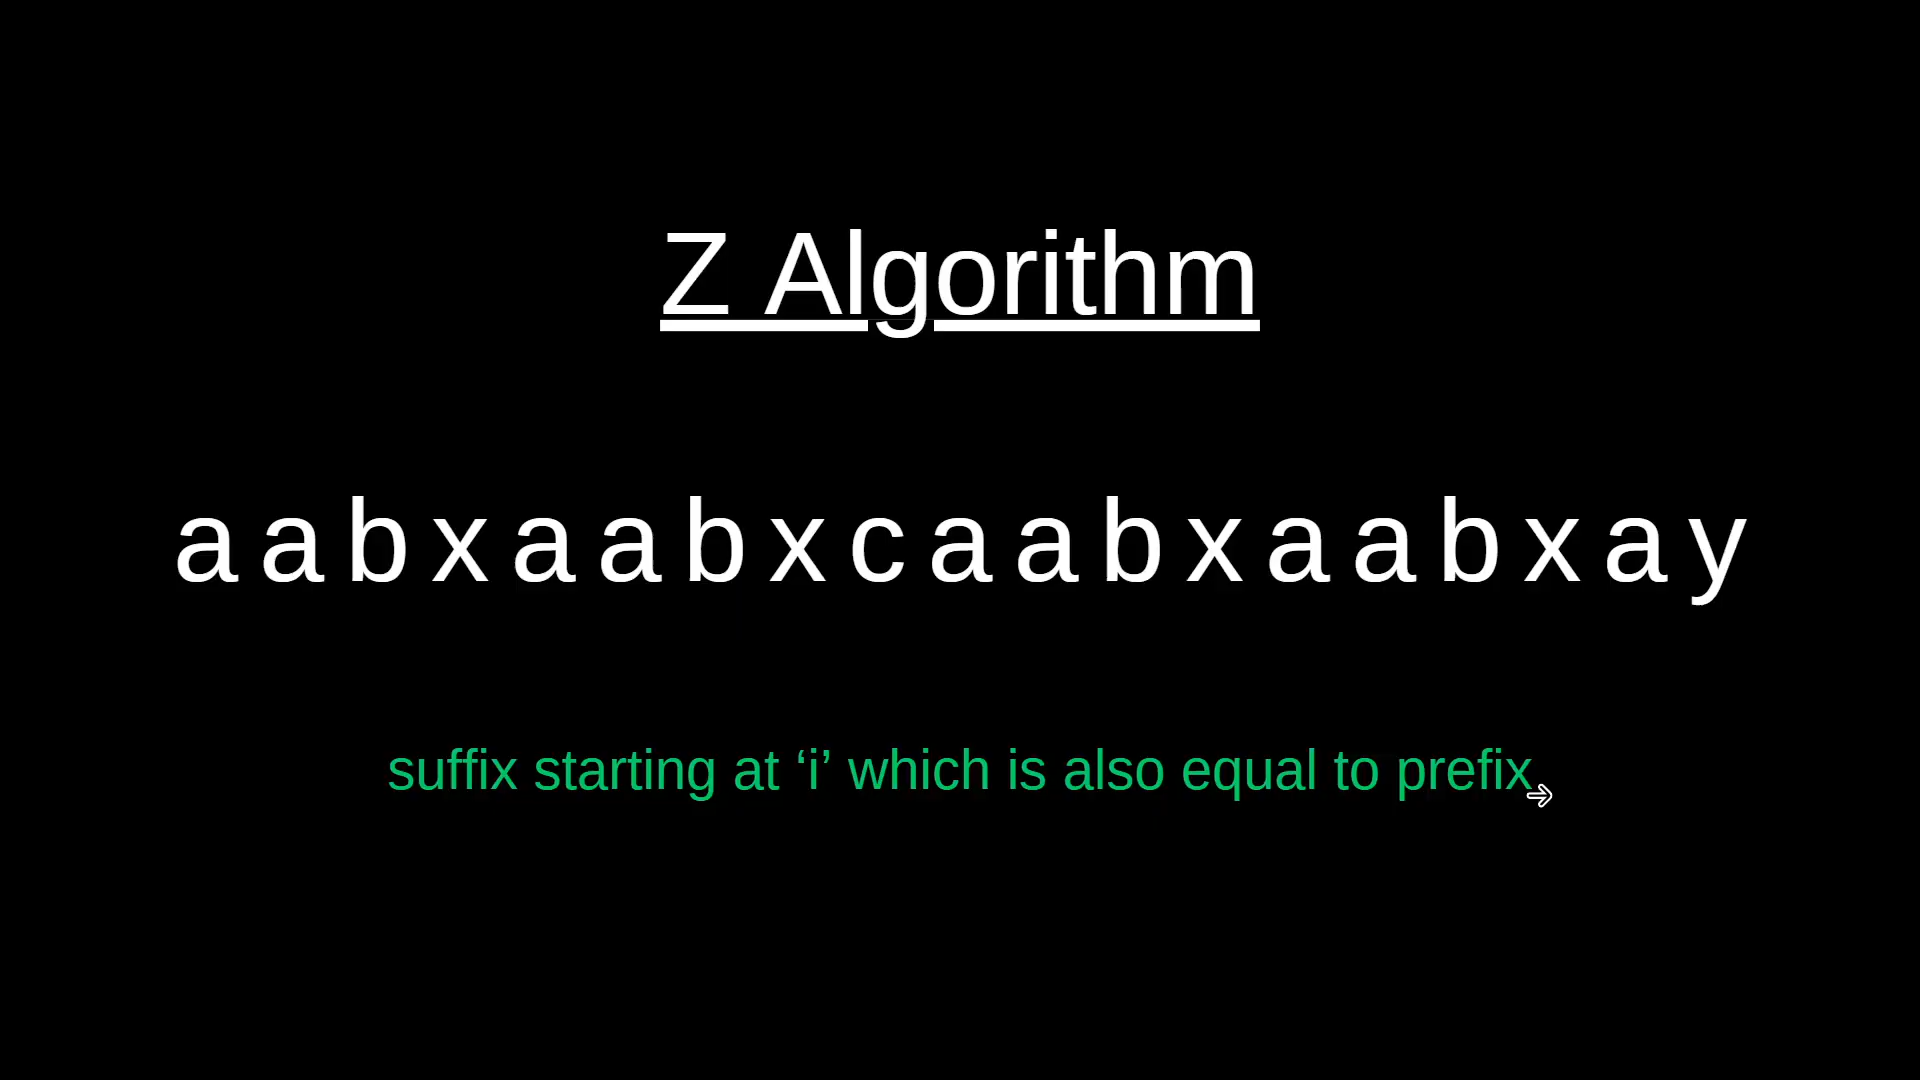 Z Algorithm
a a b x a a b x c a a b x a a b x a y
suffix starting at ‘i’ which is also equal to prefix